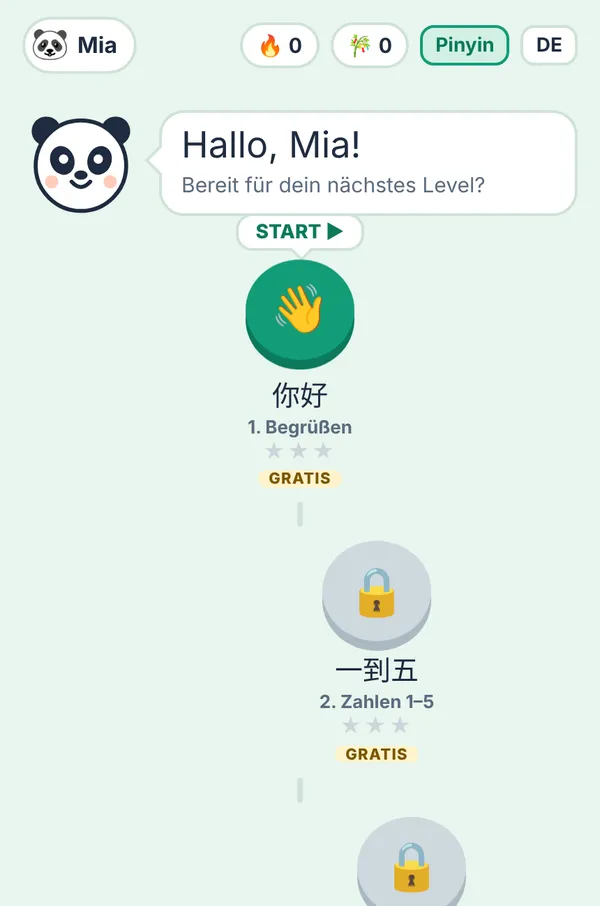 Mia
0
0
Pinyin
DE
Hallo, Mia!
Bereit für dein nächstes Level?
START
你好
1. Begrüßen
GRATIS
一到五
2. Zahlen 1–5
GRATIS